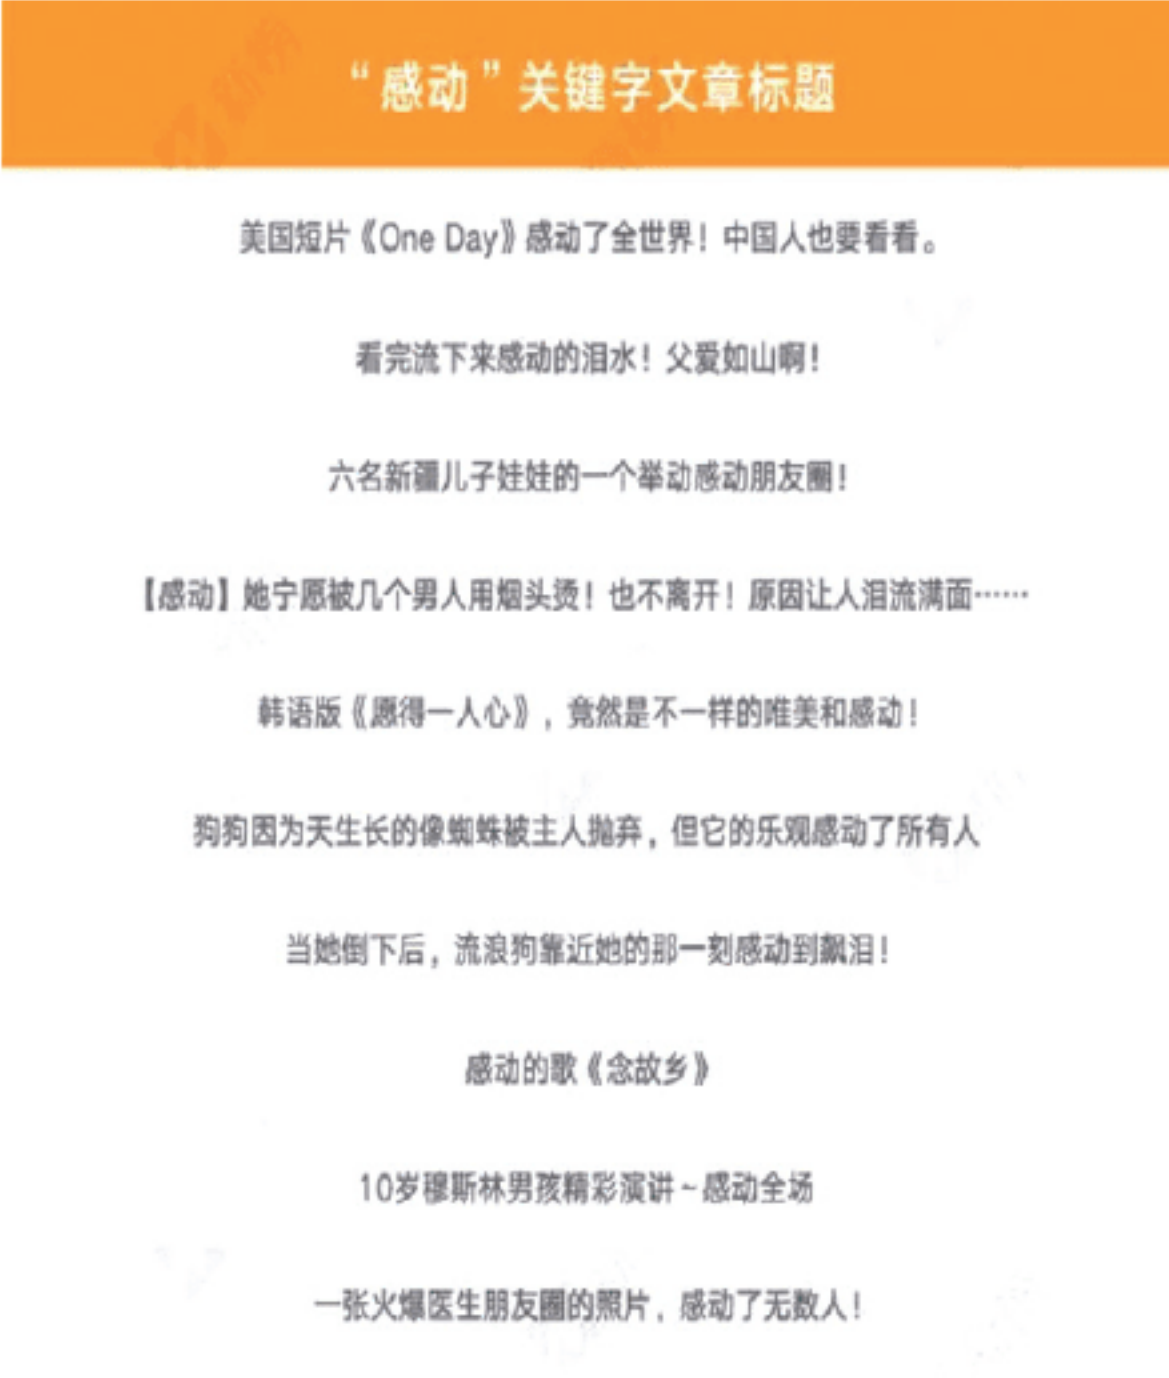 “感动”关键字文章标题
美国短片《One Day》感动了全世界！中国人也要看看。
看完流下来感动的泪水！父爱如山啊！
六名新疆儿子娃娃的一个举动感动朋友圈！
【感动】她宁愿被几个男人用烟头烫！也不离开！原因让人泪流满面……
韩语版《愿得一人心》，竟然是不一样的唯美和感动！
狗狗因为天生长的像蜘蛛被主人抛弃，但它的乐观感动了所有人
当她倒下后，流浪狗靠近她的那一刻感动到飙泪！
感动的歌《念故乡》
10岁穆斯林男孩精彩演讲~感动全场
一张火爆医生朋友圈的照片，感动了无数人！